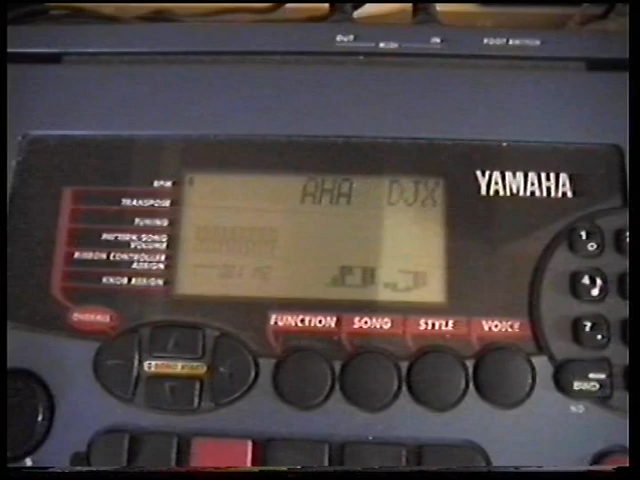 OUT MIDI IN FOOT SWITCH
AHA DJX
YAMAHA
BPM
TRANSPOSE
TUNING
PATTERN/SONG
VOLUME
RIBBON CONTROLLER
ASSIGN
KNOB ASSIGN
OVERALL
FUNCTION SONG STYLE VOICE
1
4
7
NO